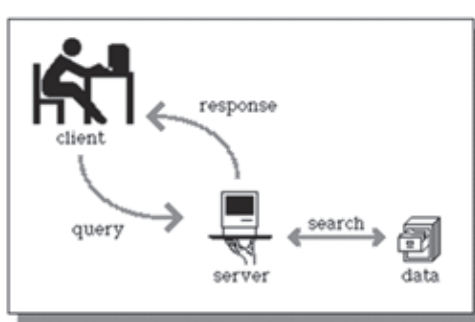 response
client
query
search
server
data